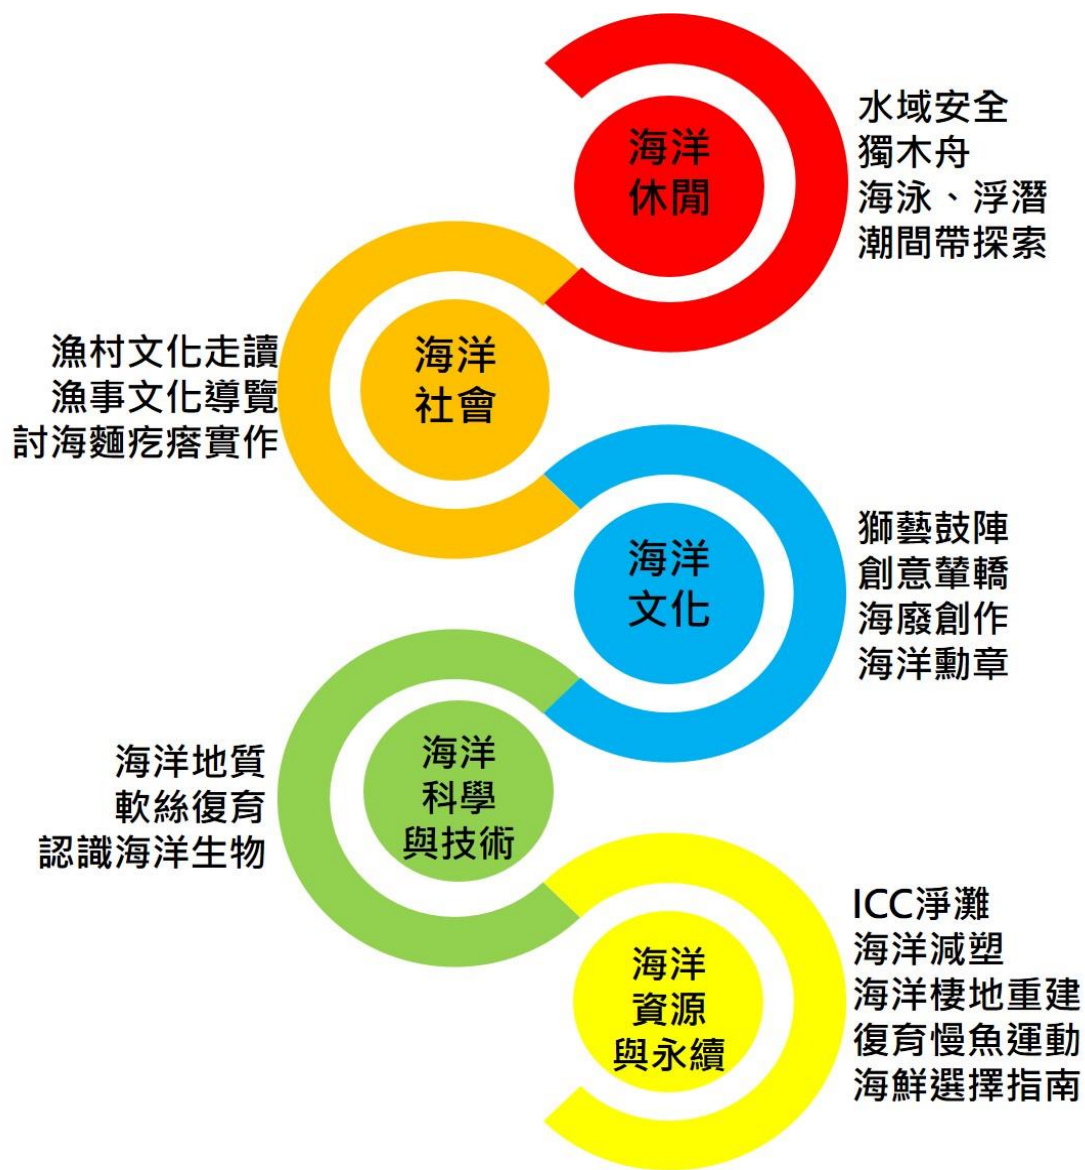 海洋
休閒
水域安全
獨木舟
海泳、浮潛
潮間帶探索
海洋
社會
漁村文化走讀
漁事文化導覽
討海麵疙瘩實作
海洋
文化
獅藝鼓陣
創意輦轎
海廢創作
海洋勳章
海洋
科學
與技術
海洋地質
軟絲復育
認識海洋生物
海洋
資源
與永續
ICC淨灘
海洋減塑
海洋棲地重建
復育慢魚運動
海鮮選擇指南